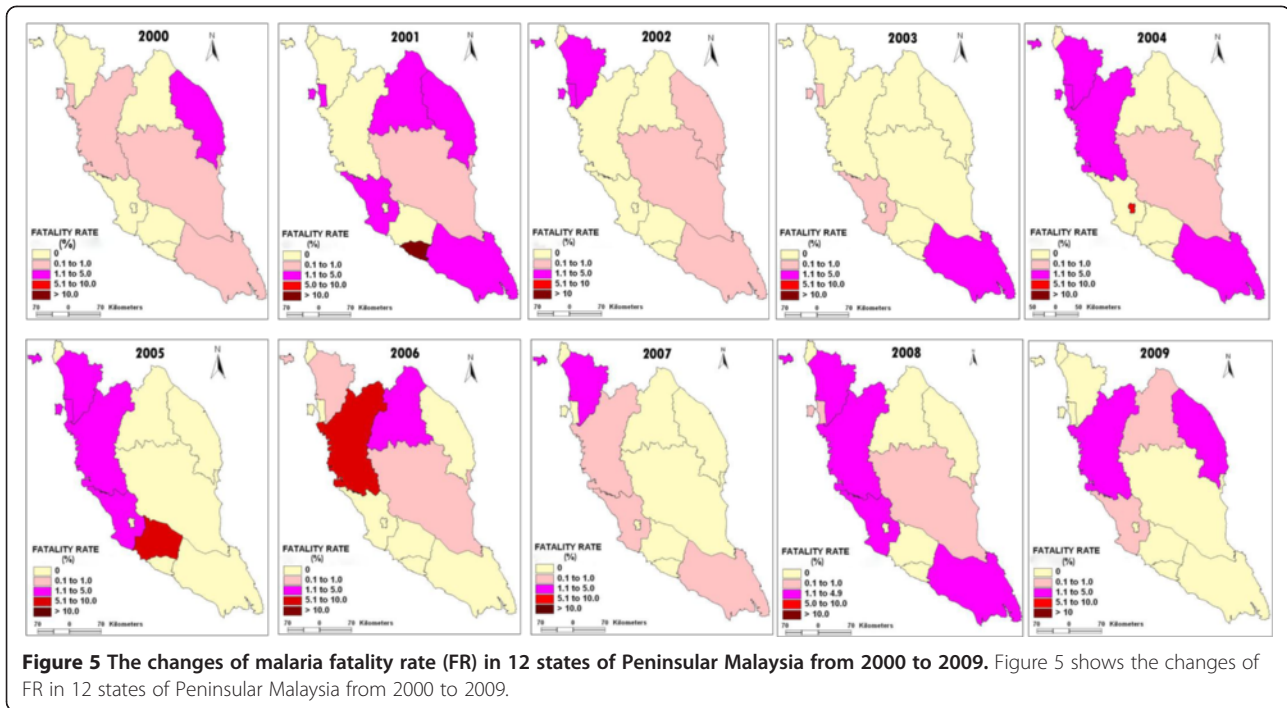 2000
N
FATALITY RATE
(%)
0
0.1 to 1.0
1.1 to 5.0
5.1 to 10.0
> 10.0
70 0 70 Kilometers
2001
N
FATALITY RATE
(%)
0
0.1 to 1.0
1.1 to 5.0
5.0 to 10.0
> 10.0
70 0 70 Kilometers
2002
N
FATALITY RATE
(%)
0
0.1 to 1.0
1.1 to 5.0
5.1 to 10.0
> 10.0
70 0 70 Kilometers
2003
N
FATALITY RATE
(%)
0
0.1 to 1.0
1.1 to 5.0
5.1 to 10.0
> 10.0
70 0 70 Kilometers
2004
N
FATALITY RATE
(%)
0
0.1 to 1.0
1.1 to 5.0
5.1 to 10
> 10
50 0 50 Kilometers
2005
N
FATALITY RATE
(%)
0
0.1 to 1.0
1.1 to 5.0
5.1 to 10.0
> 10.0
70 0 70 Kilometers
2006
N
FATALITY RATE
(%)
0
0.1 to 1.0
1.1 to 5.0
5.1 to 10.0
> 10.0
70 0 70 Kilometers
2007
N
FATALITY RATE
(%)
0
0.1 to 1.0
1.1 to 5.0
5.1 to 10.0
> 10.0
70 0 70 Kilometers
2008
FATALITY RATE
(%)
0
0.1 to 1.0
1.1 to 4.9
5.0 to 10.0
> 10.0
70 0 70 Kilometers
2009
N
FATALITY RATE
(%)
0
0.1 to 1.0
1.1 to 5.0
5.1 to 10.0
> 10
70 0 70 Kilometers
Figure 5 The changes of malaria fatality rate (FR) in 12 states of Peninsular Malaysia from 2000 to 2009. Figure 5 shows the changes of
FR in 12 states of Peninsular Malaysia from 2000 to 2009.